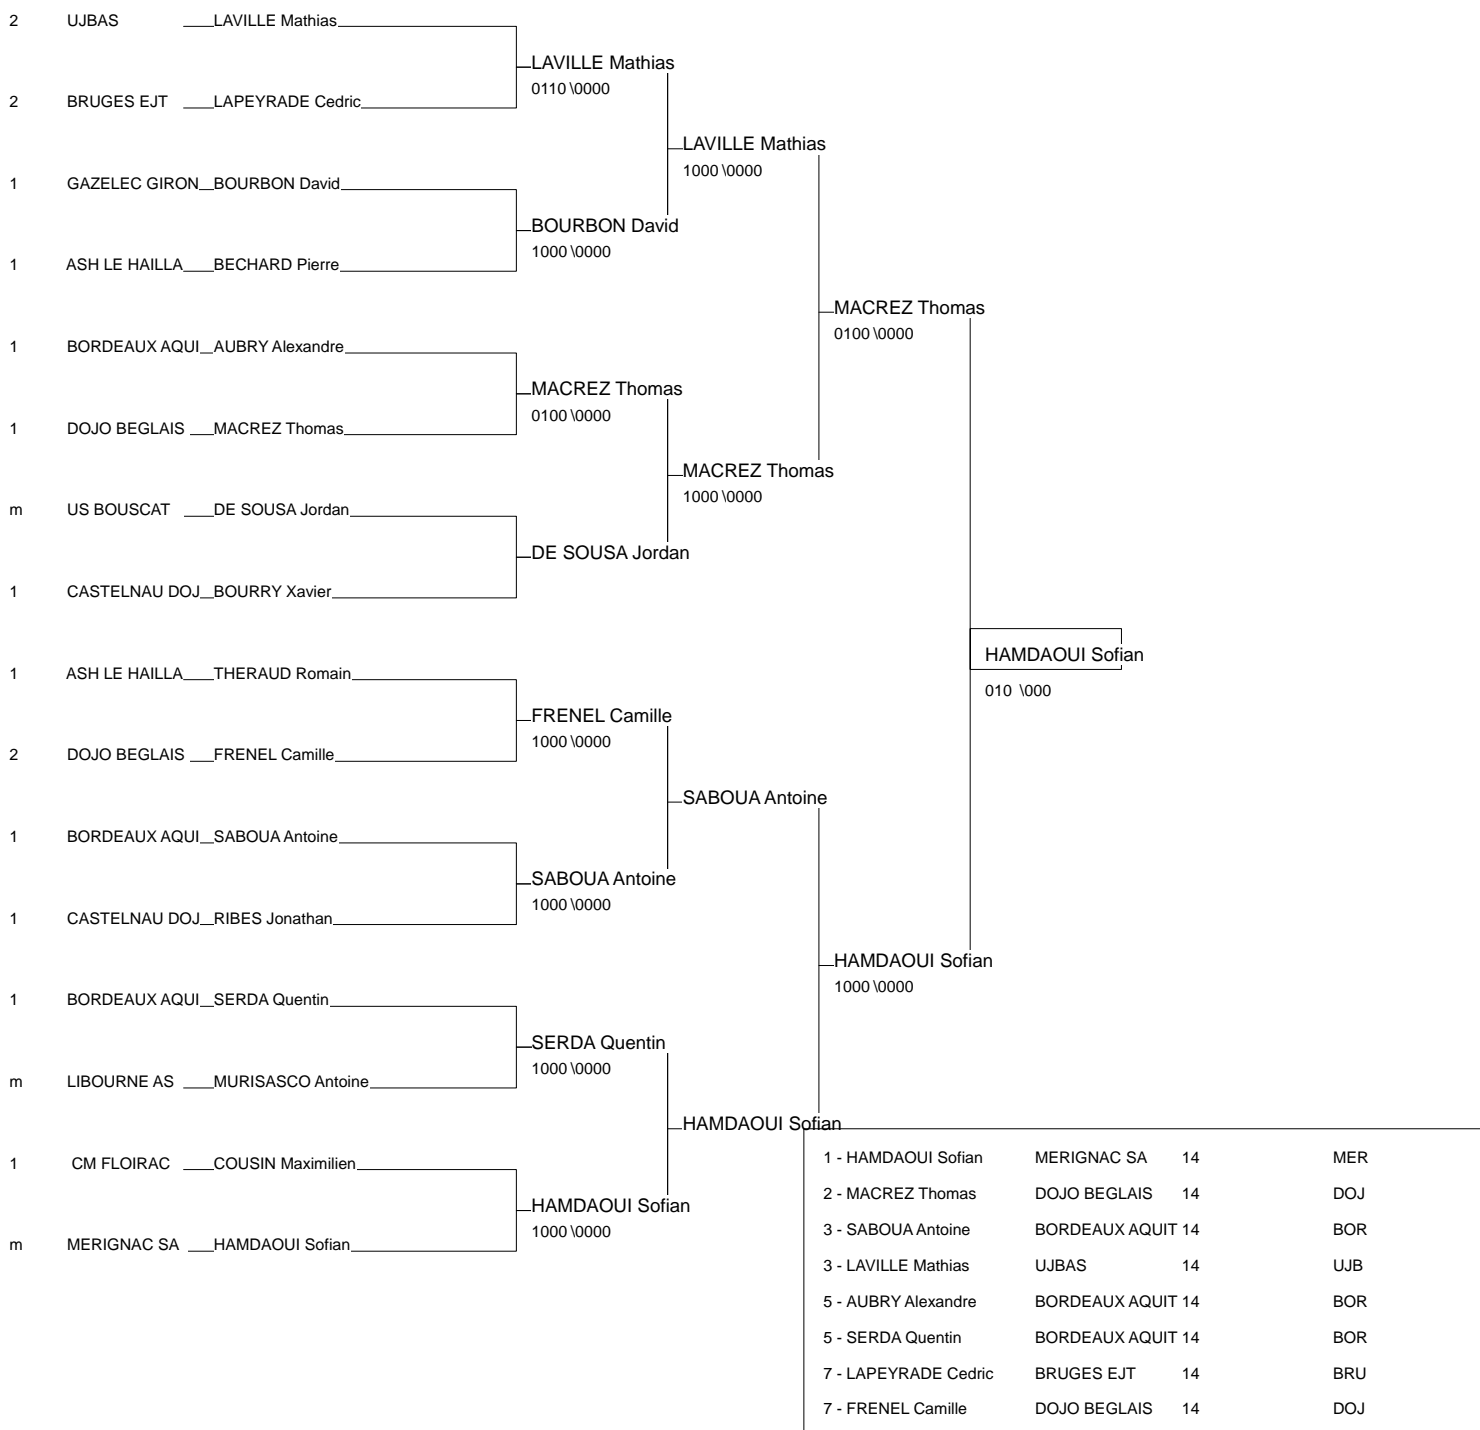 2 UJBAS LAVILLE Mathias
LAVILLE Mathias
0110 \0000
2 BRUGES EJT LAPEYRADE Cedric
LAVILLE Mathias
1000 \0000
1 GAZELEC GIRON BOURBON David
BOURBON David
1000 \0000
1 ASH LE HAILLA BECHARD Pierre
MACREZ Thomas
0100 \0000
1 BORDEAUX AQUI AUBRY Alexandre
MACREZ Thomas
0100 \0000
1 DOJO BEGLAIS MACREZ Thomas
MACREZ Thomas
1000 \0000
m US BOUSCAT DE SOUSA Jordan
DE SOUSA Jordan
1 CASTELNAU DOJ BOURRY Xavier
HAMDAOUI Sofian
010 \000
1 ASH LE HAILLA THERAUD Romain
FRENEL Camille
1000 \0000
2 DOJO BEGLAIS FRENEL Camille
SABOUA Antoine
1 BORDEAUX AQUI SABOUA Antoine
SABOUA Antoine
1000 \0000
1 CASTELNAU DOJ RIBES Jonathan
HAMDAOUI Sofian
1000 \0000
1 BORDEAUX AQUI SERDA Quentin
SERDA Quentin
1000 \0000
m LIBOURNE AS MURISASCO Antoine
HAMDAOUI Sofian
1 CM FLOIRAC COUSIN Maximilien
HAMDAOUI Sofian
1000 \0000
m MERIGNAC SA HAMDAOUI Sofian
1 - HAMDAOUI Sofian MERIGNAC SA 14 MER
2 - MACREZ Thomas DOJO BEGLAIS 14 DOJ
3 - SABOUA Antoine BORDEAUX AQUIT 14 BOR
3 - LAVILLE Mathias UJBAS 14 UJB
5 - AUBRY Alexandre BORDEAUX AQUIT 14 BOR
5 - SERDA Quentin BORDEAUX AQUIT 14 BOR
7 - LAPEYRADE Cedric BRUGES EJT 14 BRU
7 - FRENEL Camille DOJO BEGLAIS 14 DOJ